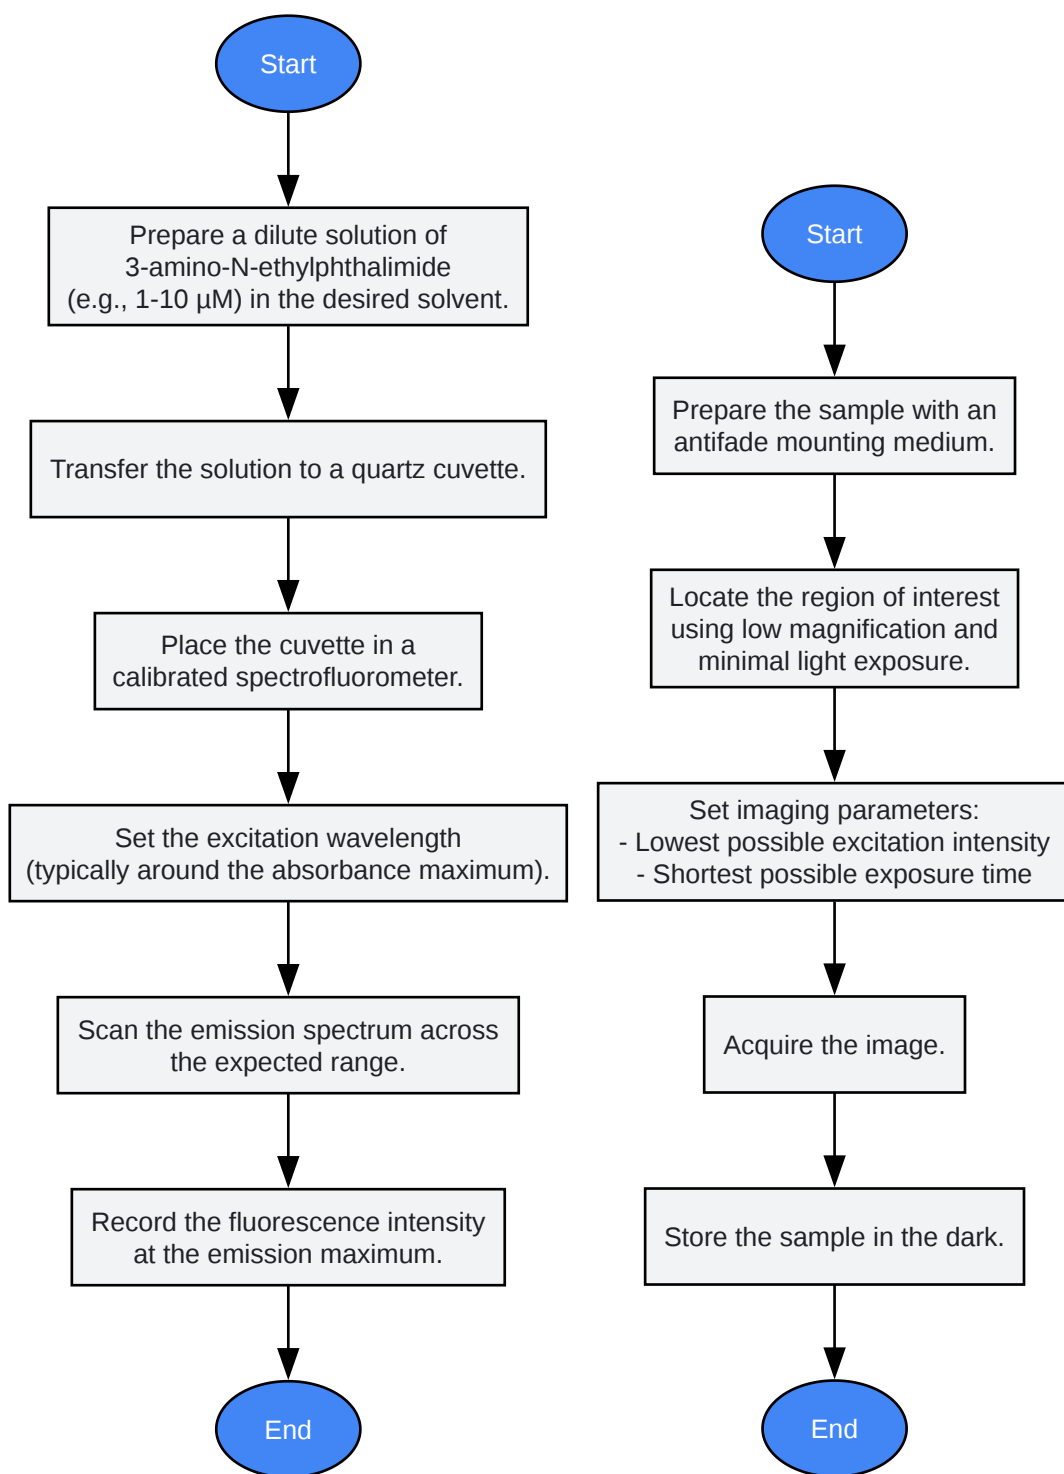 Start
Prepare a dilute solution of
3-amino-N-ethylphthalimide
(e.g., 1-10 µM) in the desired solvent.
Transfer the solution to a quartz cuvette.
Place the cuvette in a
calibrated spectrofluorometer.
Set the excitation wavelength
(typically around the absorbance maximum).
Scan the emission spectrum across
the expected range.
Record the fluorescence intensity
at the emission maximum.
End
Start
Prepare the sample with an
antifade mounting medium.
Locate the region of interest
using low magnification and
minimal light exposure.
Set imaging parameters:
- Lowest possible excitation intensity
- Shortest possible exposure time
Acquire the image.
Store the sample in the dark.
End